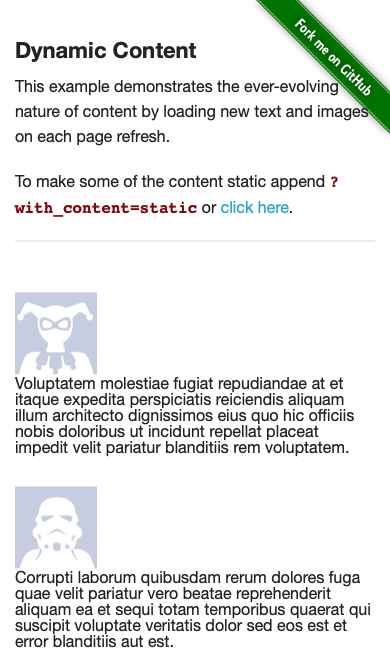 Fork me on GitHub
Dynamic Content
This example demonstrates the ever-evolving
nature of content by loading new text and images
on each page refresh.
To make some of the content static append ?
with_content=static or click here.
Voluptatem molestiae fugiat repudiandae at et
itaque expedita perspiciatis reiciendis aliquam
illum architecto dignissimos eius quo hic officiis
nobis doloribus ut incidunt repellat placeat
impedit velit pariatur blanditiis rem voluptatem.
Corrupti laborum quibusdam rerum dolores fuga
quae velit pariatur vero beatae reprehenderit
aliquam ea et sequi totam temporibus quaerat qui
suscipit voluptate veritatis dolor sed eos est et
error blanditiis aut est.